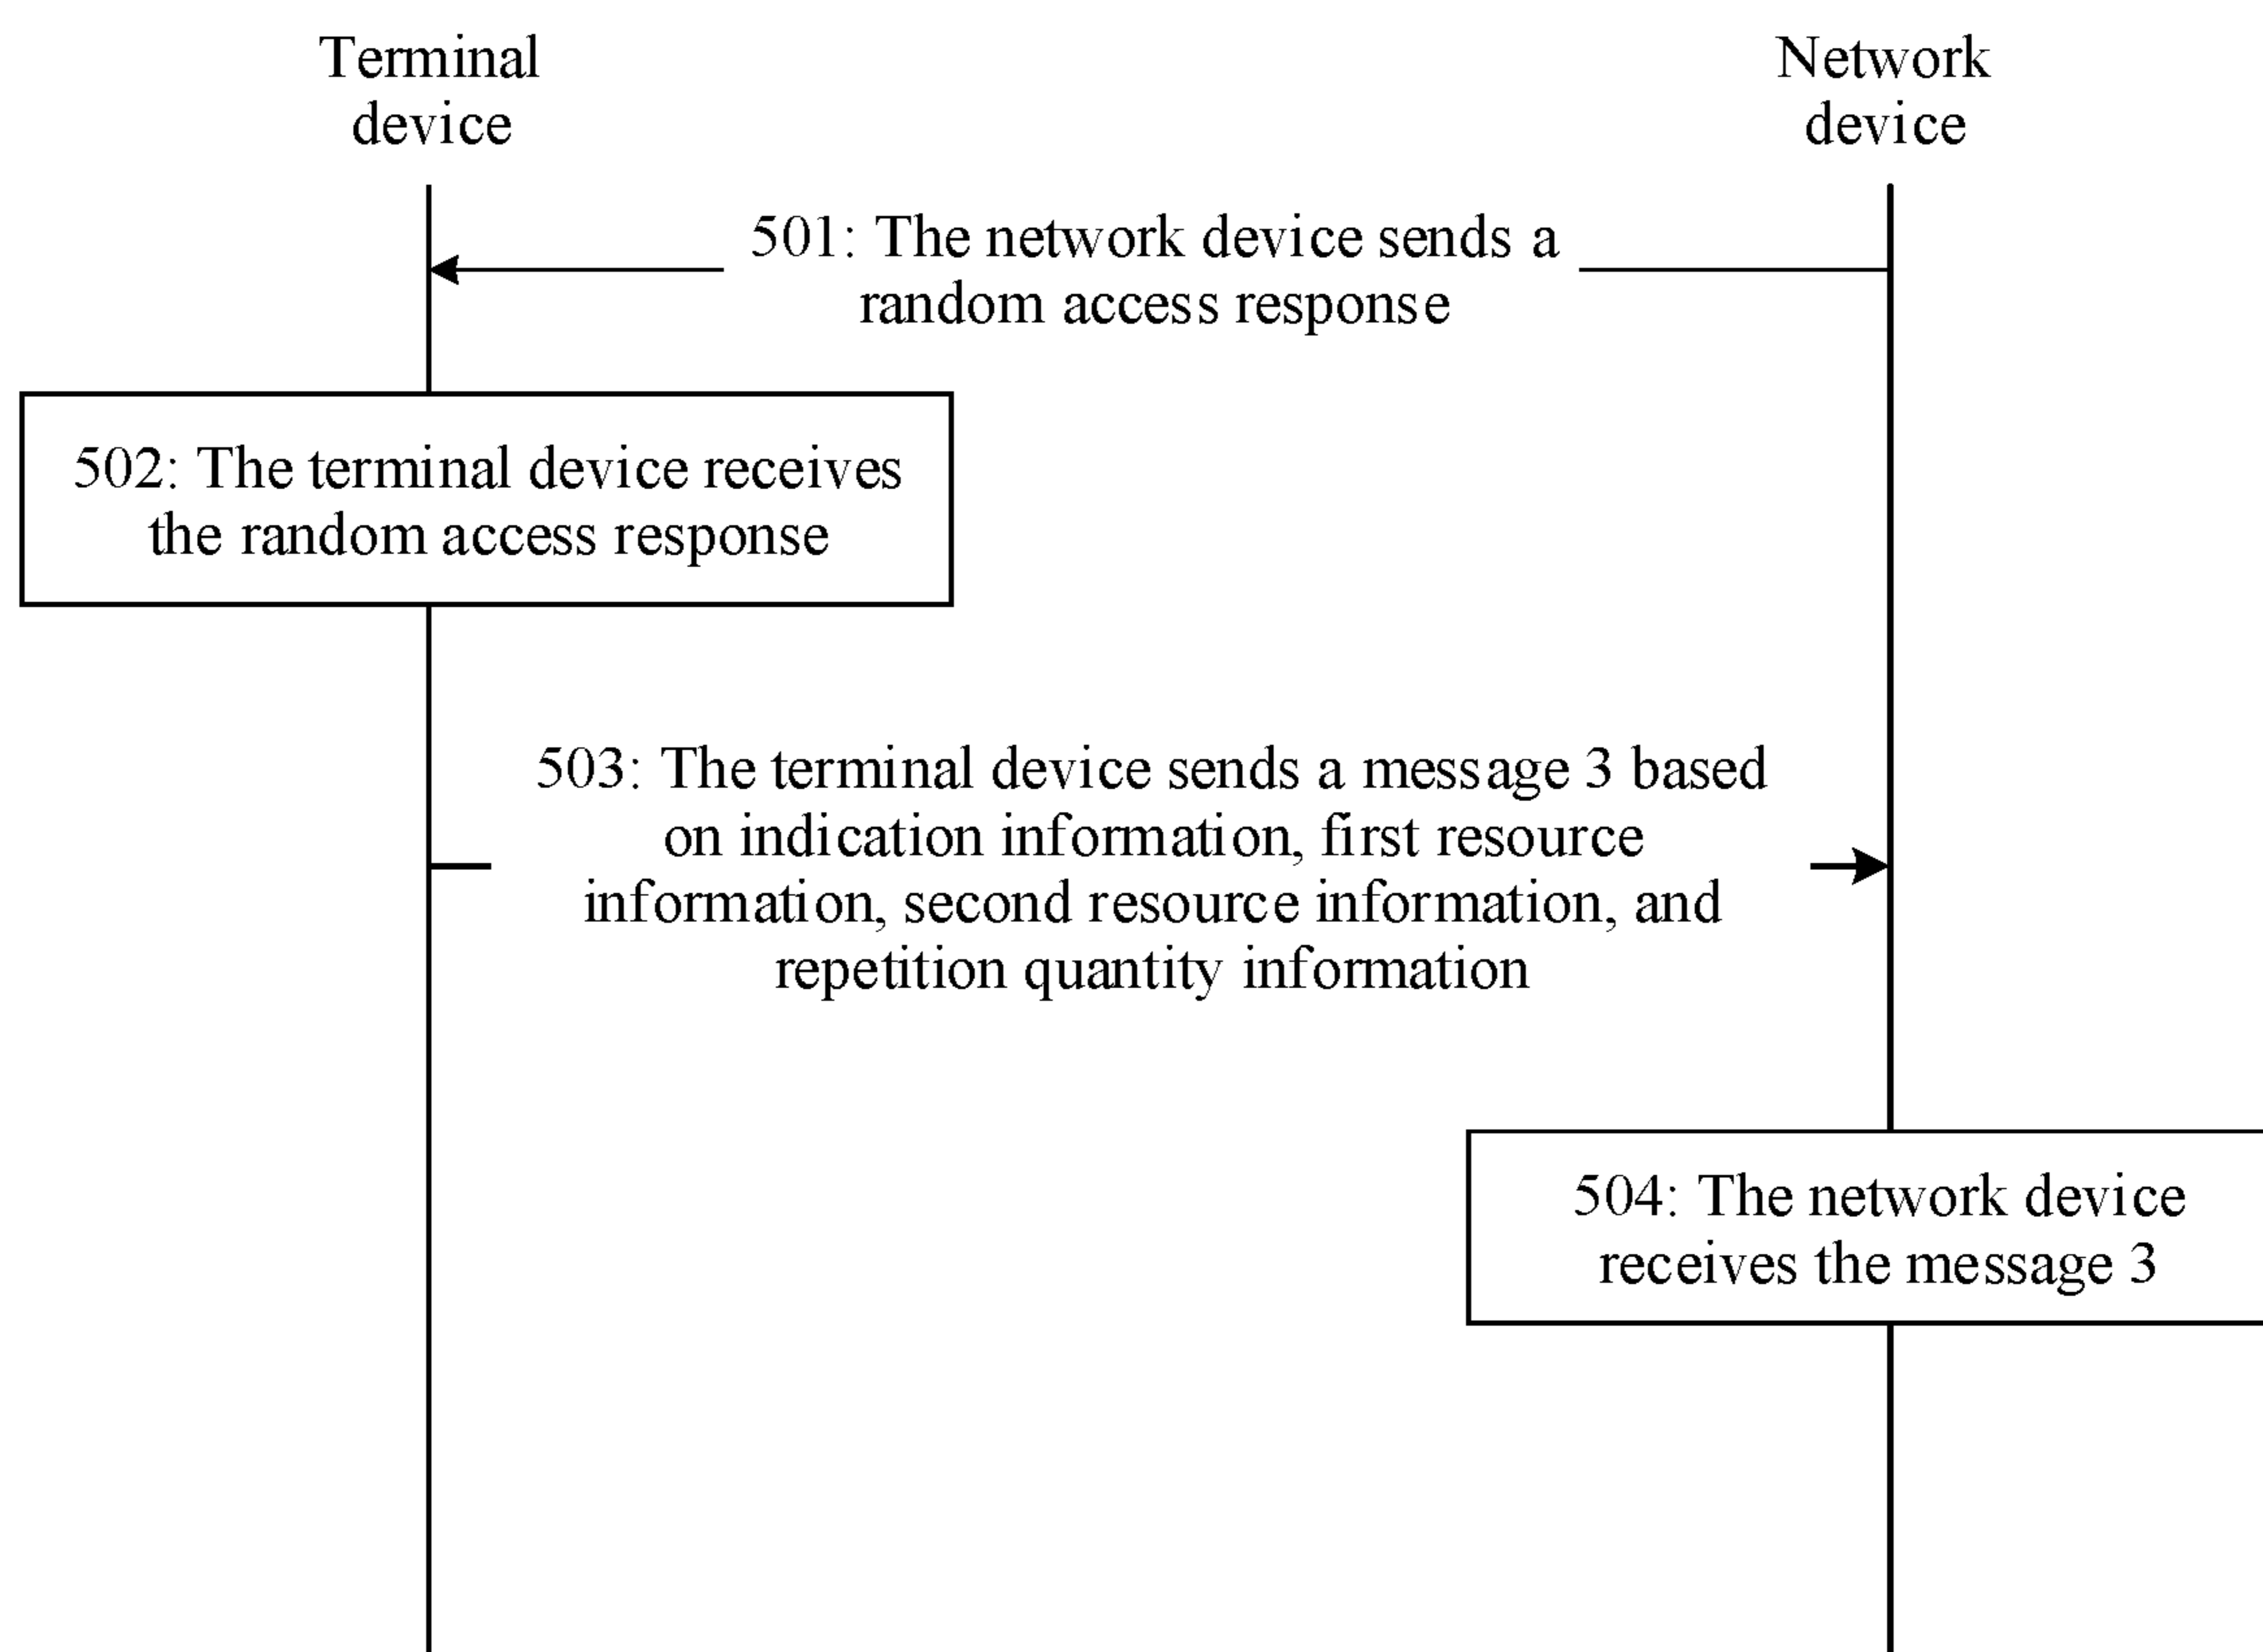 Terminal
device
Network
device
501: The network device sends a
random access response
502: The terminal device receives
the random access response
503: The terminal device sends a message 3 based
on indication information, first resource
information, second resource information, and
repetition quantity information
504: The network device
receives the message 3